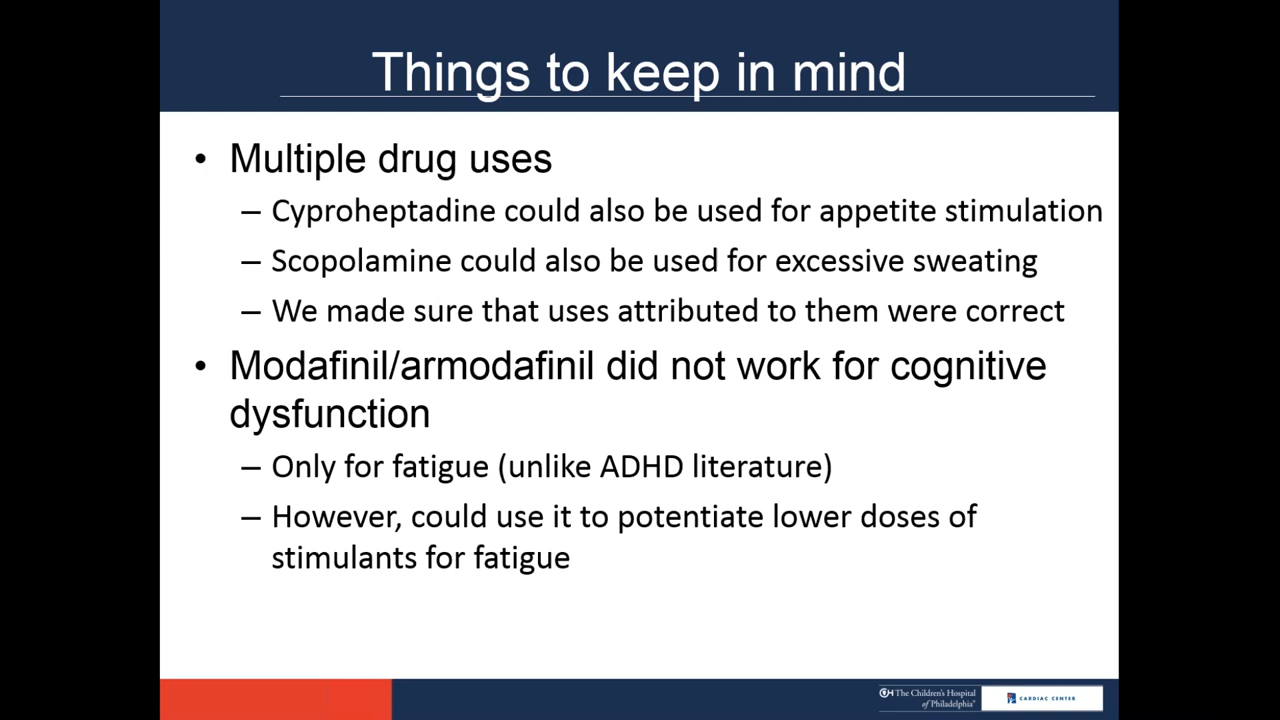 Things to keep in mind
• Multiple drug uses
– Cyproheptadine could also be used for appetite stimulation
– Scopolamine could also be used for excessive sweating
– We made sure that uses attributed to them were correct
• Modafinil/armodafinil did not work for cognitive
dysfunction
– Only for fatigue (unlike ADHD literature)
– However, could use it to potentiate lower doses of
stimulants for fatigue
The Children's Hospital
of Philadelphia
CARDIAC CENTER